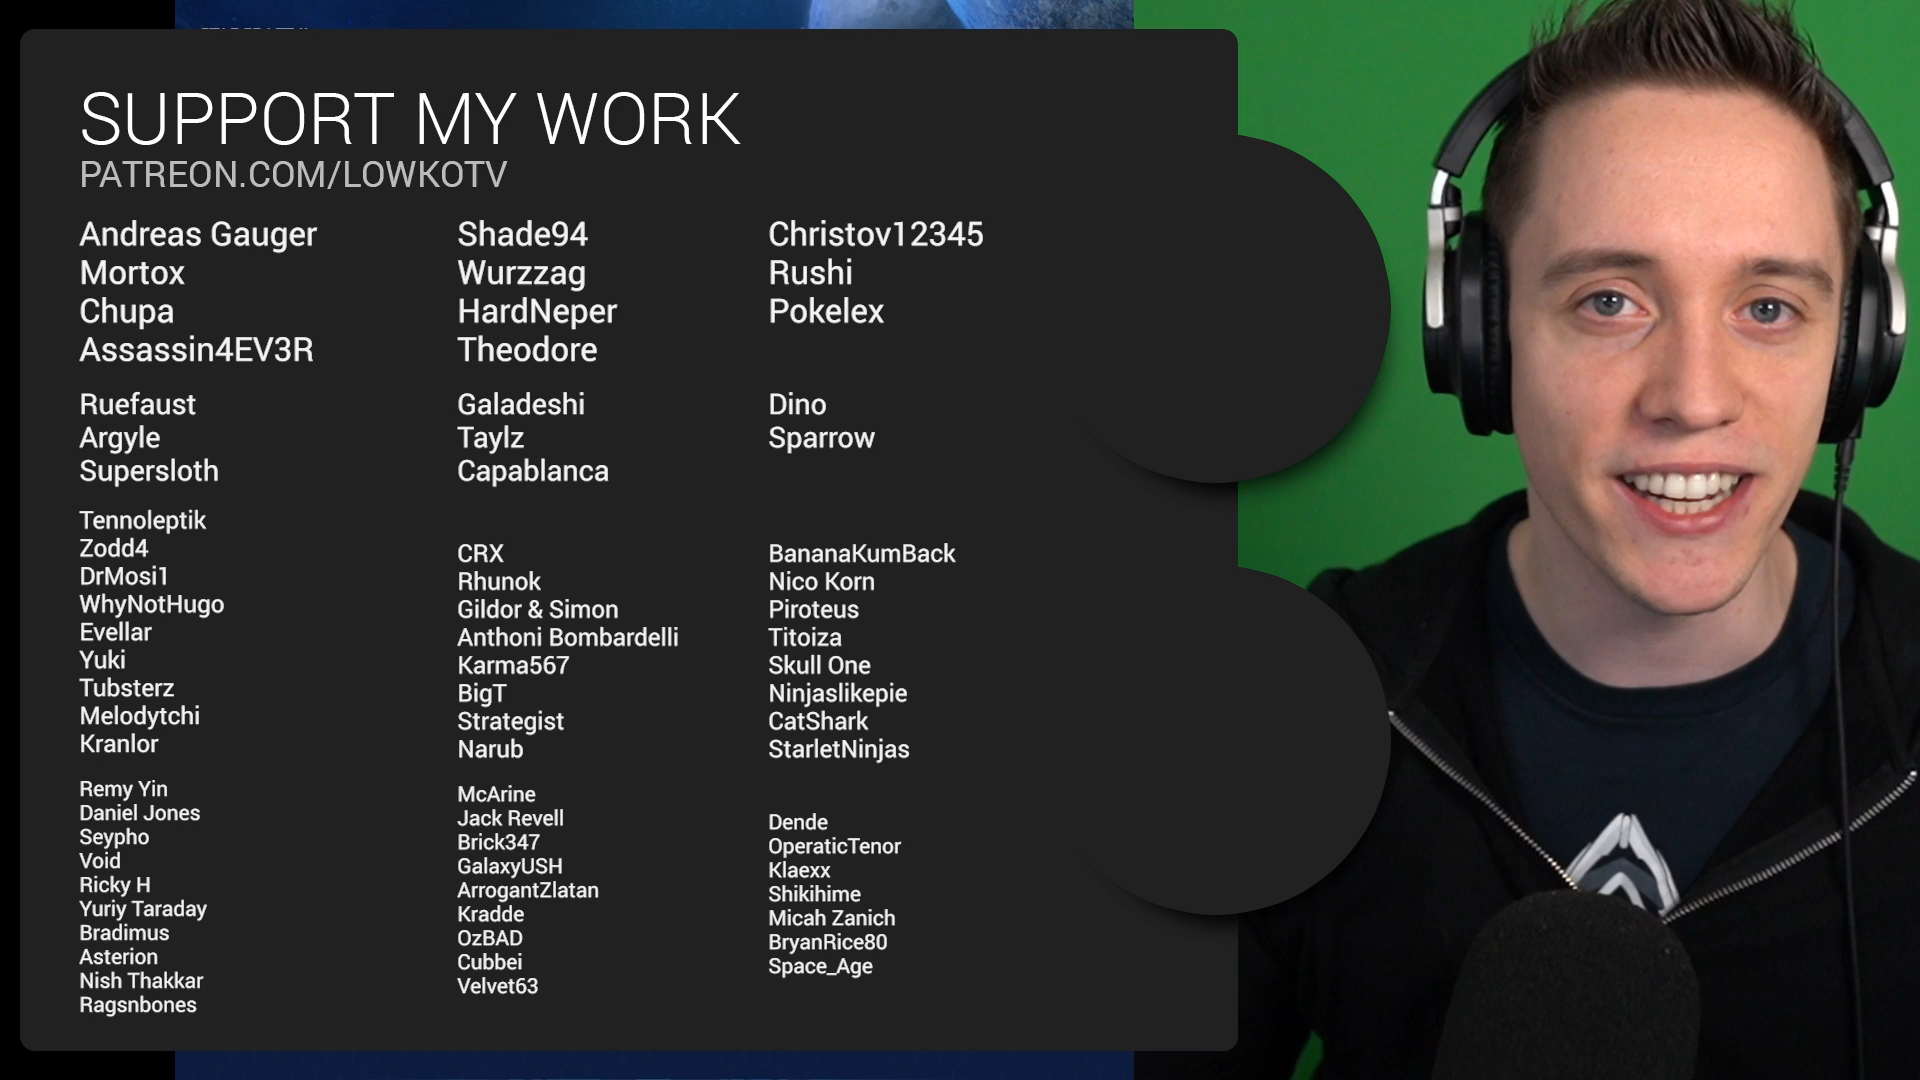 SUPPORT MY WORK
PATREON.COM/LOWKOTV
Andreas Gauger
Mortox
Chupa
Assassin4EV3R
Shade94
Wurzzag
HardNeper
Theodore
Christov12345
Rushi
Pokelex
Ruefaust
Argyle
Supersloth
Galadeshi
Taylz
Capablanca
Dino
Sparrow
Tennoleptik
Zodd4
DrMosi1
WhyNotHugo
Evellar
Yuki
Tubsterz
Melodytchi
Kranlor
CRX
Rhunok
Gildor & Simon
Anthoni Bombardelli
Karma567
BigT
Strategist
Narub
BananaKumBack
Nico Korn
Piroteus
Titoiza
Skull One
Ninjaslikepie
CatShark
StarletNinjas
Remy Yin
Daniel Jones
Seypho
Void
Ricky H
Yuriy Taraday
Bradimus
Asterion
Nish Thakkar
Ragsnbones
McArine
Jack Revell
Brick347
GalaxyUSH
ArrogantZlatan
Kradde
OzBAD
Cubbei
Velvet63
Dende
OperaticTenor
Klaexx
Shikihime
Micah Zanich
BryanRice80
Space_Age